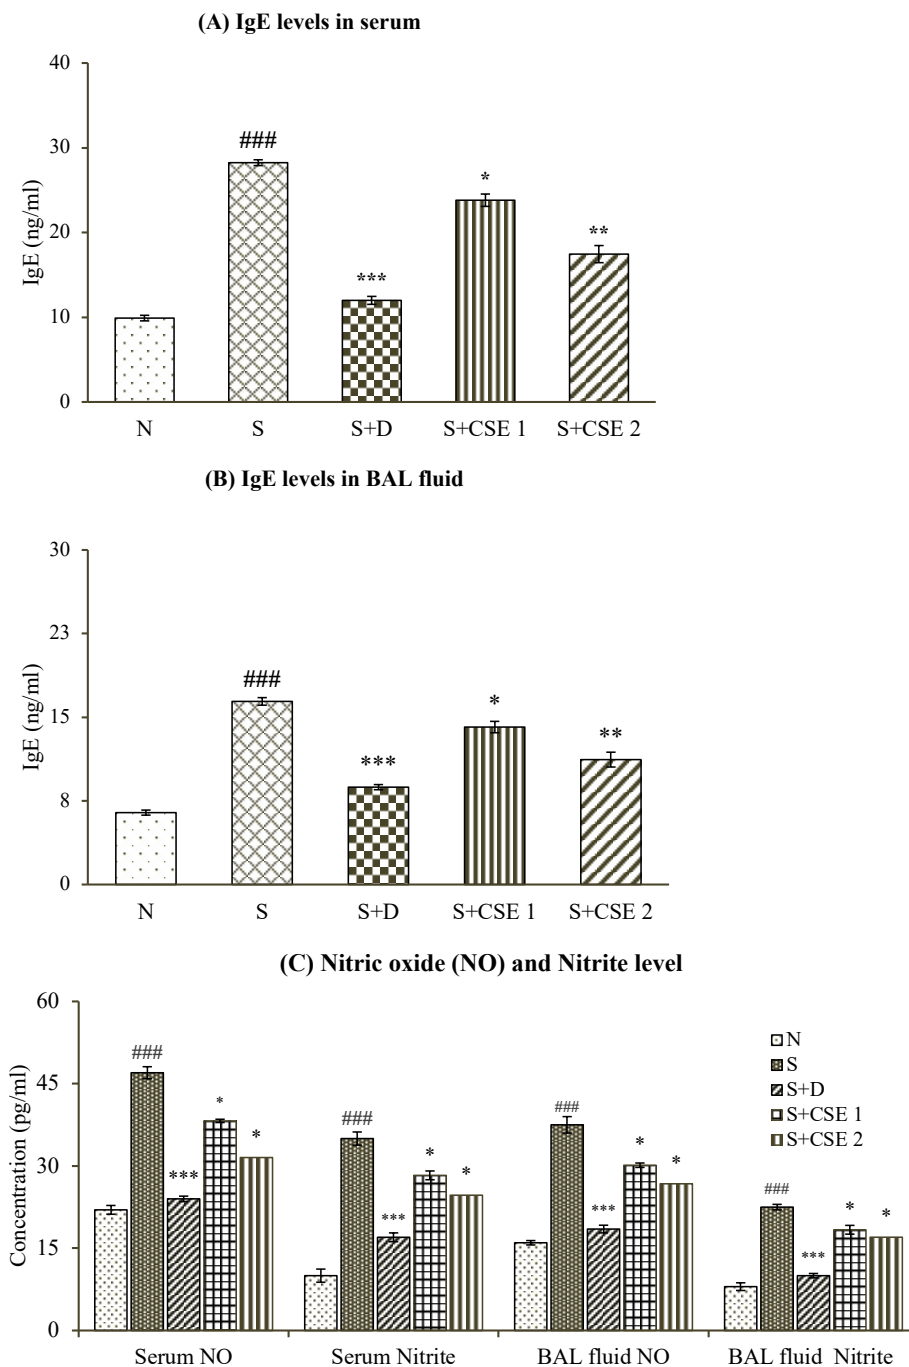 (A) IgE levels in serum
40
30
20
10
0
IgE (ng/ml)
###
***
*
**
N S S+D S+CSE 1 S+CSE 2
(B) IgE levels in BAL fluid
30
23
15
8
0
IgE (ng/ml)
###
***
*
**
N S S+D S+CSE 1 S+CSE 2
(C) Nitric oxide (NO) and Nitrite level
60
45
30
15
0
Concentration (pg/ml)
### *** * *
### *** * *
### *** * *
### *** * *
N
S
S+D
S+CSE 1
S+CSE 2
Serum NO Serum Nitrite BAL fluid NO BAL fluid Nitrite